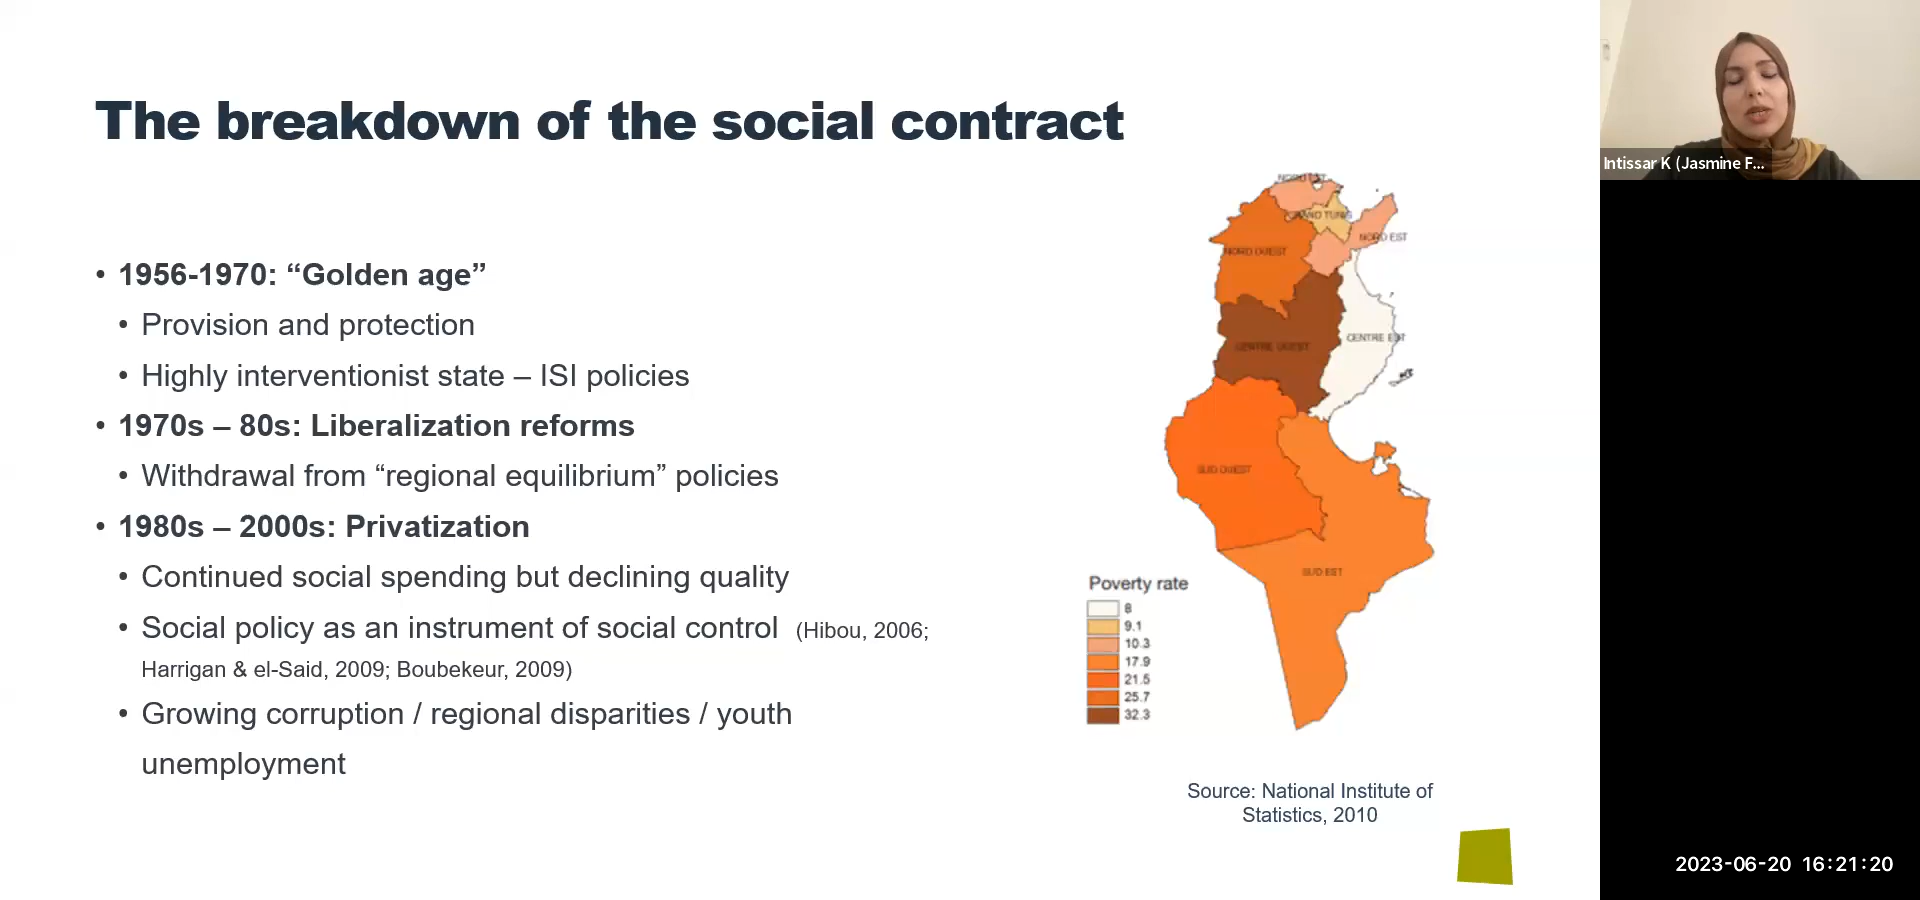 The breakdown of the social contract
• 1956-1970: “Golden age”
• Provision and protection
• Highly interventionist state – ISI policies
• 1970s – 80s: Liberalization reforms
• Withdrawal from “regional equilibrium” policies
• 1980s – 2000s: Privatization
• Continued social spending but declining quality
• Social policy as an instrument of social control (Hibou, 2006;
Harrigan & el-Said, 2009; Boubekeur, 2009)
• Growing corruption / regional disparities / youth
unemployment
NORD EST
GRAND TUNIS
NORD EST
NORD OUEST
CENTRE EST
CENTRE OUEST
SUD OUEST
SUD EST
Poverty rate
8
9.1
10.3
17.9
21.5
25.7
32.3
Source: National Institute of
Statistics, 2010
Intissar K (Jasmine F...
2023-06-20 16:21:20